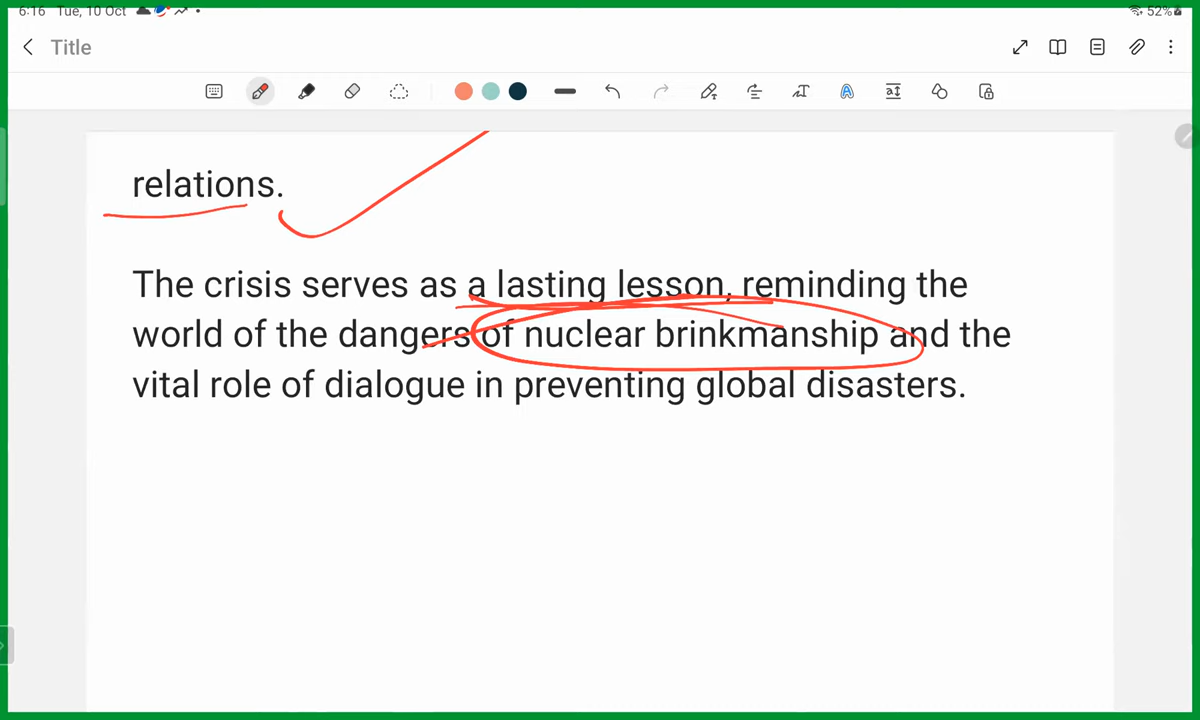 6:16 Tue, 10 Oct 52%
Title
relations.
The crisis serves as a lasting lesson, reminding the
world of the dangers of nuclear brinkmanship and the
vital role of dialogue in preventing global disasters.